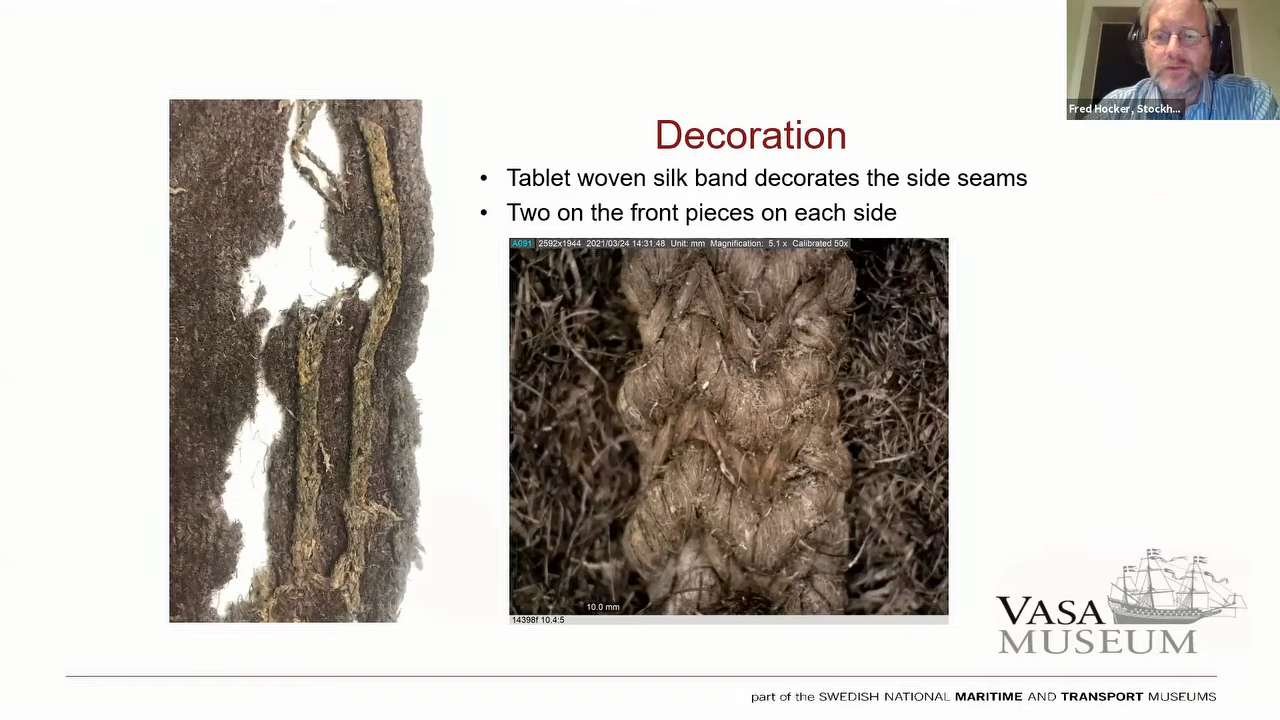 Fred Hocker, Stockh...
Decoration
• Tablet woven silk band decorates the side seams
• Two on the front pieces on each side
A091 2592x1944 2021/03/24 14:31:48 Unit: mm Magnification: 5.1 x Calibrated 50x
10.0 mm
14398f 10.4:5
VASA
MUSEUM
part of the SWEDISH NATIONAL MARITIME AND TRANSPORT MUSEUMS